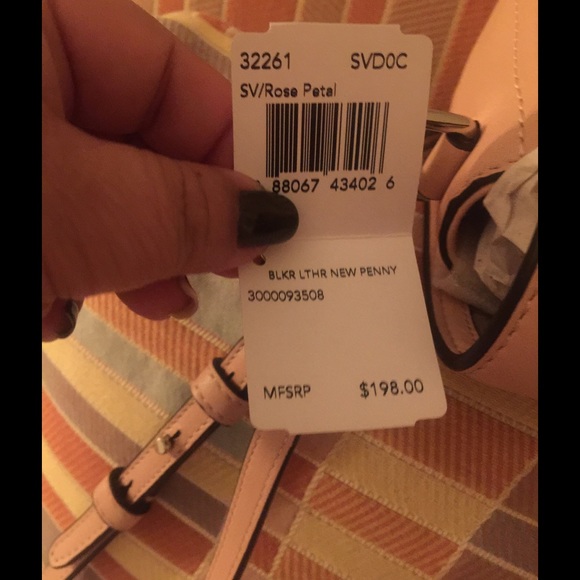 32261 SVD0C
SV/Rose Petal
88067 43402 6
BLKR LTHR NEW PENNY
3000093508
MFSRP $198.00